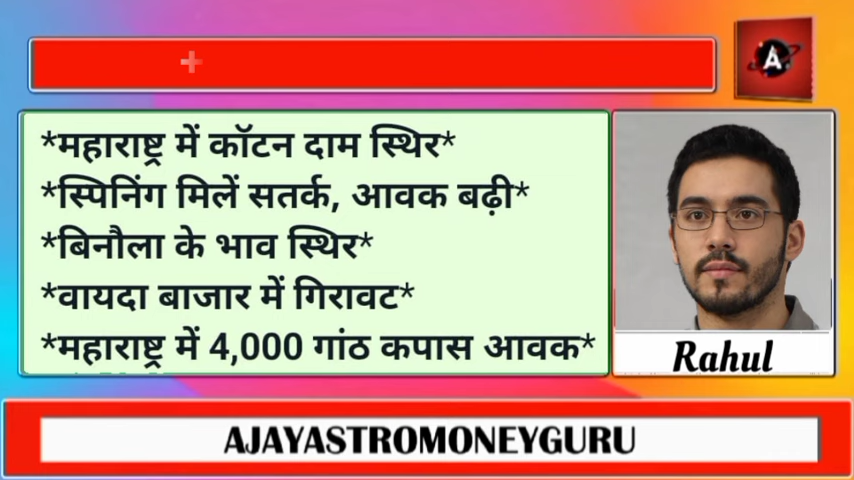 A
*महाराष्ट्र में कॉटन दाम स्थिर*
*स्पिनिंग मिलें सतर्क, आवक बढ़ी*
*बिनौला के भाव स्थिर*
*वायदा बाजार में गिरावट*
*महाराष्ट्र में 4,000 गांठ कपास आवक*
Rahul
AJAYASTROMONEYGURU